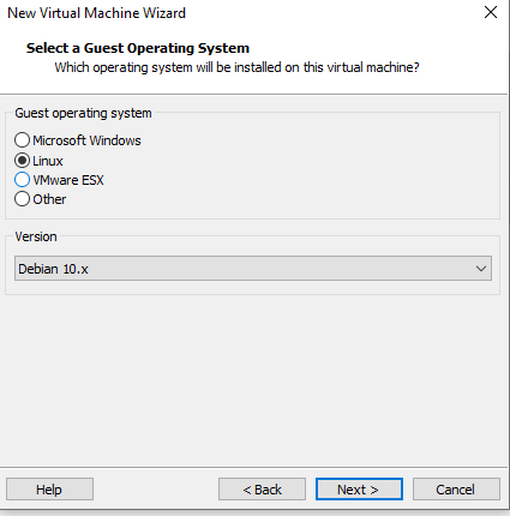 New Virtual Machine Wizard
Select a Guest Operating System
Which operating system will be installed on this virtual machine?
Guest operating system
Microsoft Windows
Linux
VMware ESX
Other
Version
Debian 10.x
Help
< Back
Next >
Cancel